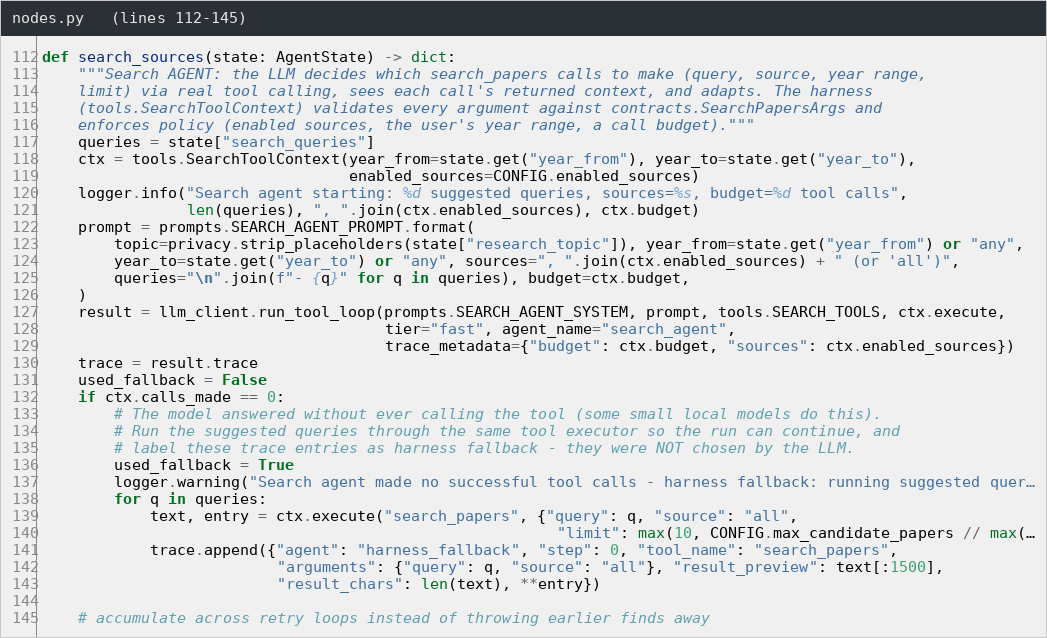 nodes.py   (lines 112-145)
112 def search_sources(state: AgentState) -> dict:
113     """Search AGENT: the LLM decides which search_papers calls to make (query, source, year range,
114     limit) via real tool calling, sees each call's returned context, and adapts. The harness
115     (tools.SearchToolContext) validates every argument against contracts.SearchPapersArgs and
116     enforces policy (enabled sources, the user's year range, a call budget)."""
117     queries = state["search_queries"]
118     ctx = tools.SearchToolContext(year_from=state.get("year_from"), year_to=state.get("year_to"),
119                                   enabled_sources=CONFIG.enabled_sources)
120     logger.info("Search agent starting: %d suggested queries, sources=%s, budget=%d tool calls",
121                 len(queries), ", ".join(ctx.enabled_sources), ctx.budget)
122     prompt = prompts.SEARCH_AGENT_PROMPT.format(
123         topic=privacy.strip_placeholders(state["research_topic"]), year_from=state.get("year_from") or "any",
124         year_to=state.get("year_to") or "any", sources=", ".join(ctx.enabled_sources) + " (or 'all')",
125         queries="\n".join(f"- {q}" for q in queries), budget=ctx.budget,
126     )
127     result = llm_client.run_tool_loop(prompts.SEARCH_AGENT_SYSTEM, prompt, tools.SEARCH_TOOLS, ctx.execute,
128                                       tier="fast", agent_name="search_agent",
129                                       trace_metadata={"budget": ctx.budget, "sources": ctx.enabled_sources})
130     trace = result.trace
131     used_fallback = False
132     if ctx.calls_made == 0:
133         # The model answered without ever calling the tool (some small local models do this).
134         # Run the suggested queries through the same tool executor so the run can continue, and
135         # label these trace entries as harness fallback - they were NOT chosen by the LLM.
136         used_fallback = True
137         logger.warning("Search agent made no successful tool calls - harness fallback: running suggested quer…
138         for q in queries:
139             text, entry = ctx.execute("search_papers", {"query": q, "source": "all",
140                                                         "limit": max(10, CONFIG.max_candidate_papers // max(…
141             trace.append({"agent": "harness_fallback", "step": 0, "tool_name": "search_papers",
142                           "arguments": {"query": q, "source": "all"}, "result_preview": text[:1500],
143                           "result_chars": len(text), **entry})
144
145     # accumulate across retry loops instead of throwing earlier finds away